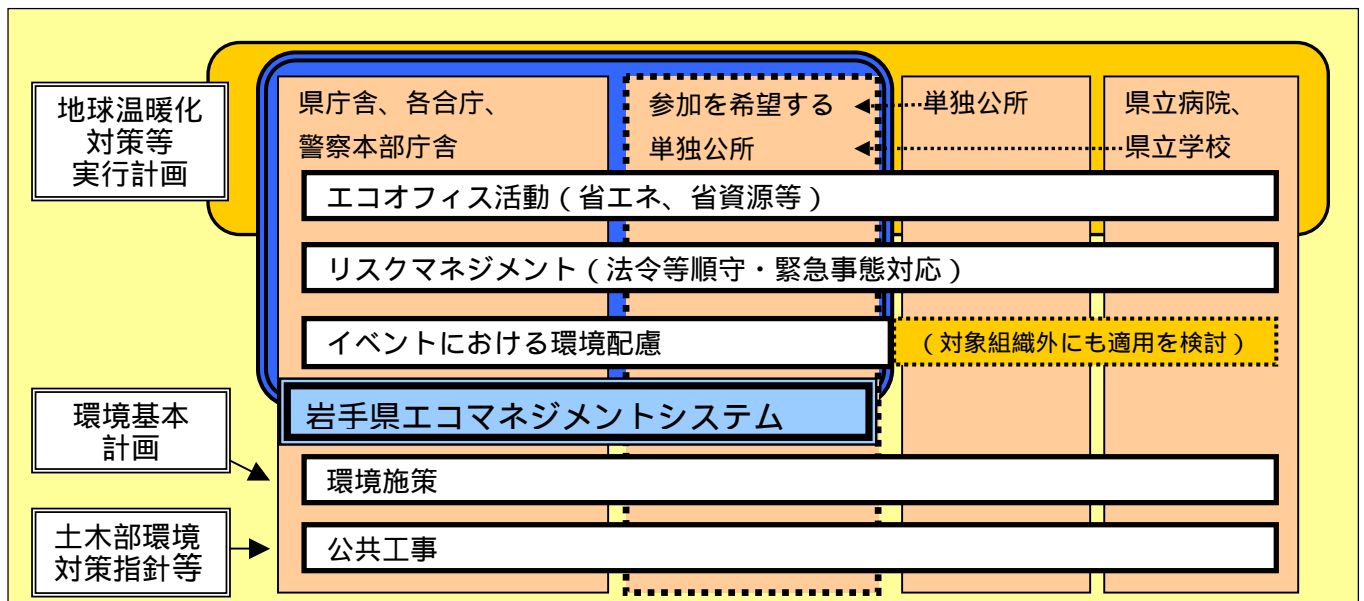 地球温暖化
対策等
実行計画
県庁舎、各合庁、
警察本部庁舎
参加を希望する
単独公所
単独公所
県立病院、
県立学校
エコオフィス活動（省エネ、省資源等）
リスクマネジメント（法令等順守・緊急事態対応）
イベントにおける環境配慮
（対象組織外にも適用を検討）
岩手県エコマネジメントシステム
環境基本
計画
環境施策
土木部環境
対策指針等
公共工事